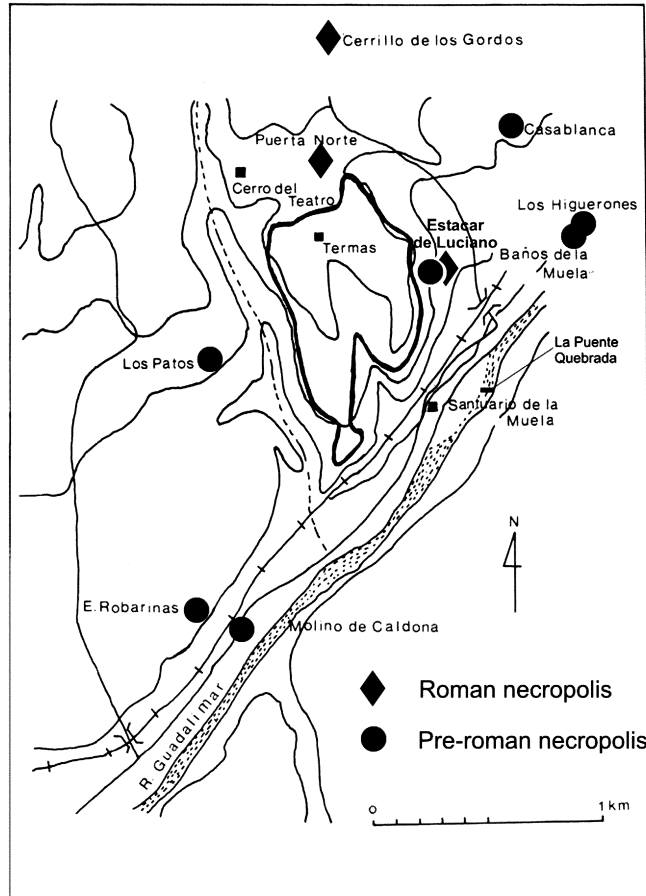 Cerrillo de los Gordos
Casablanca
Puerta Norte
Cerro del
Teatro
Los Higuerones
Estacar
de Luciano
Termas
Baños de la
Muela
La Puente
Quebrada
Los Patos
Santuario de la
Muela
N
E. Robarinas
Molino de Caldona
R. Guadalimar
Roman necropolis
Pre-roman necropolis
0
1 km